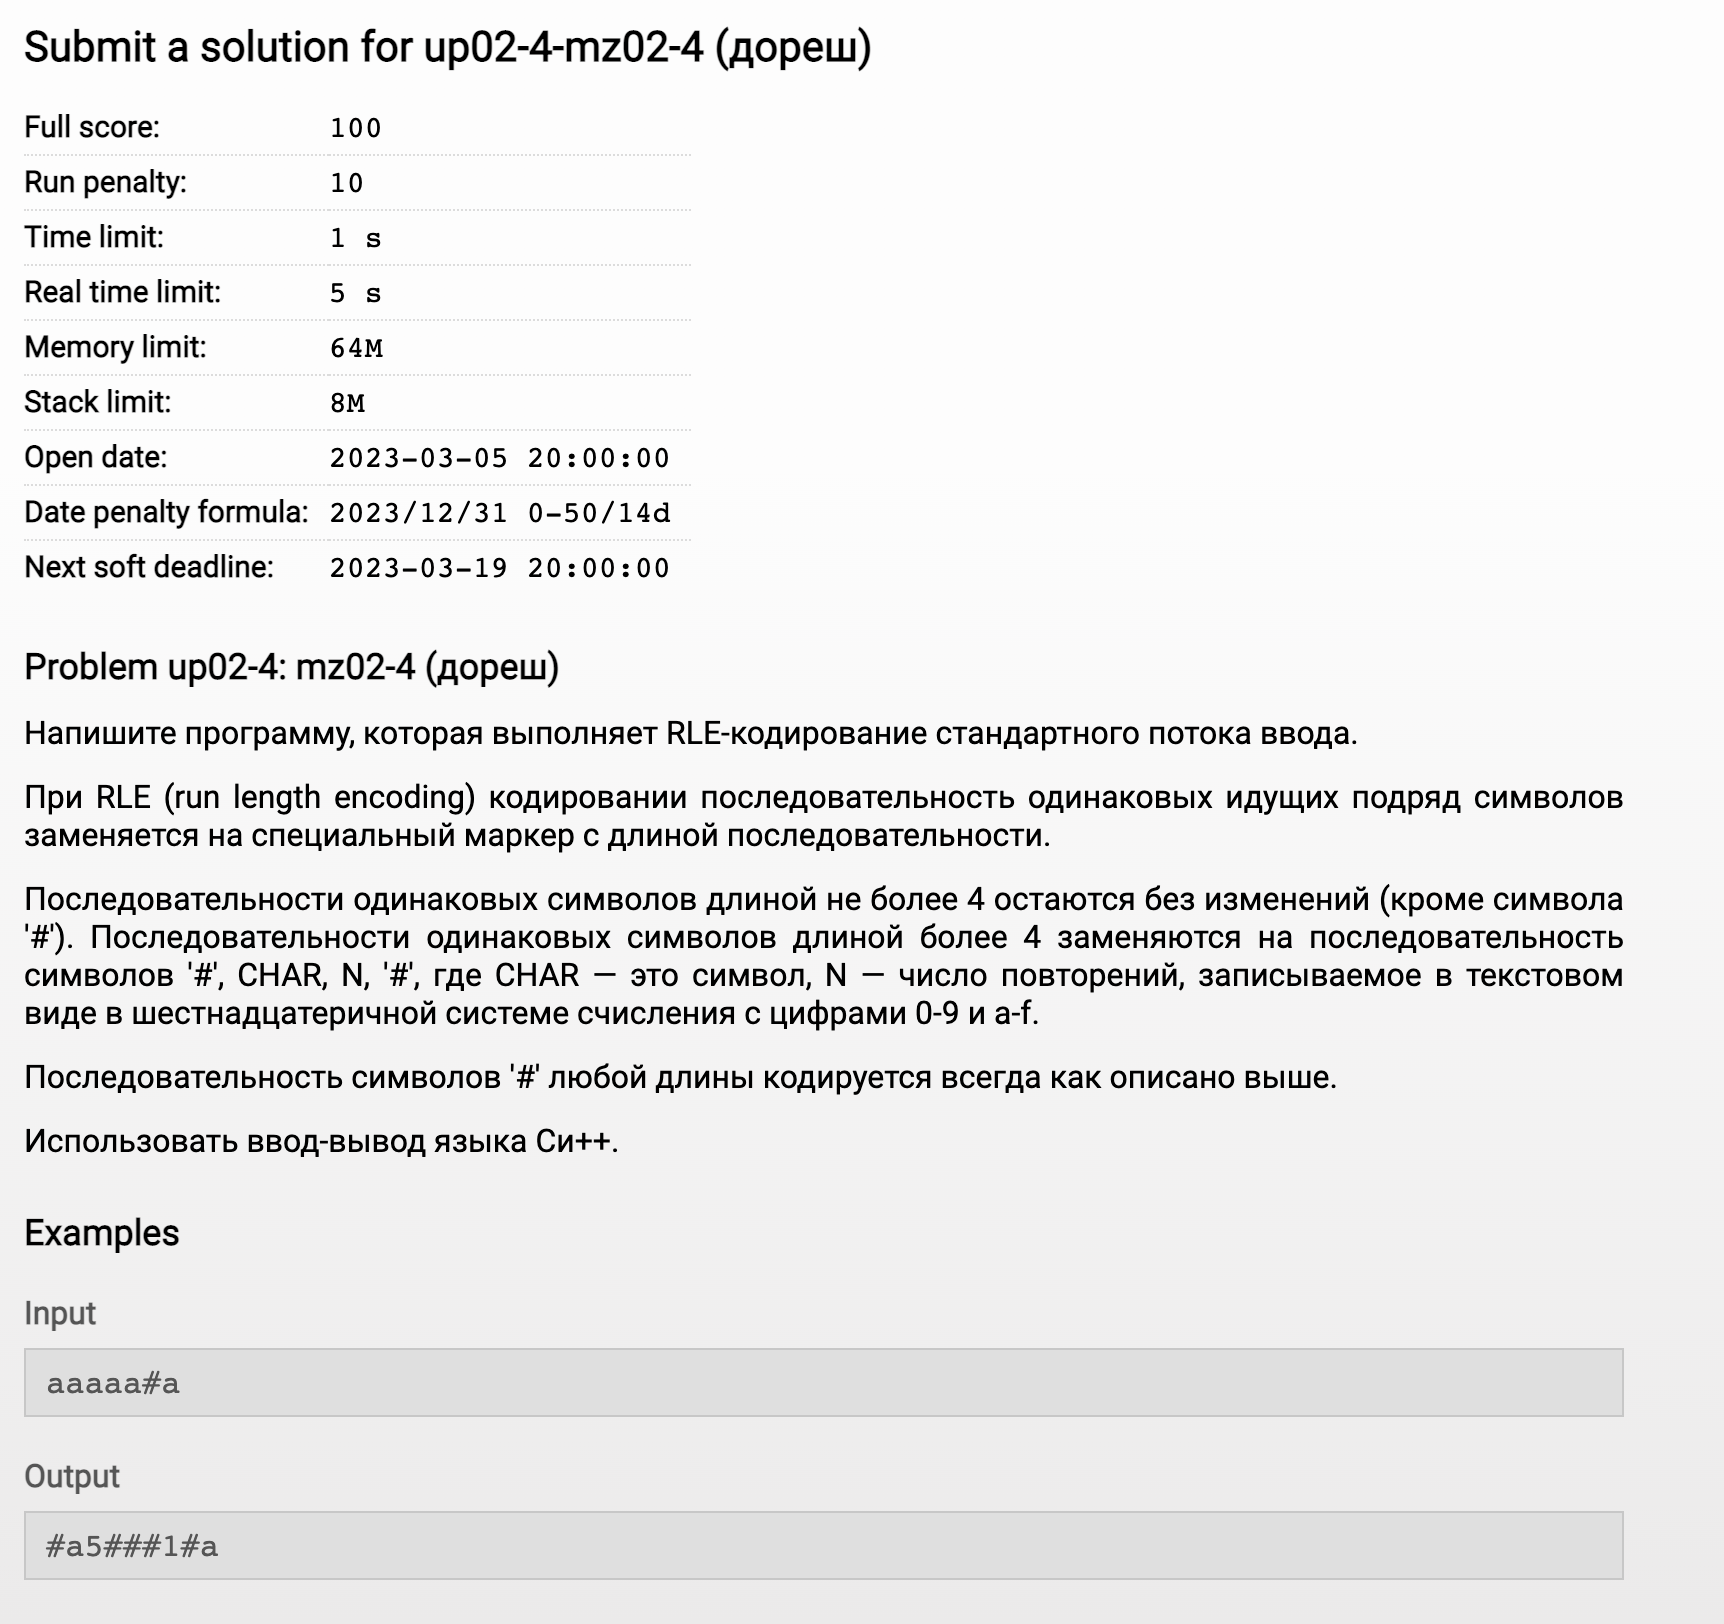 Submit a solution for up02-4-mz02-4 (дореш)
Full score: 100
Run penalty: 10
Time limit: 1 s
Real time limit: 5 s
Memory limit: 64M
Stack limit: 8M
Open date: 2023-03-05 20:00:00
Date penalty formula: 2023/12/31 0-50/14d
Next soft deadline: 2023-03-19 20:00:00
Problem up02-4: mz02-4 (дореш)
Напишите программу, которая выполняет RLE-кодирование стандартного потока ввода.
При RLE (run length encoding) кодировании последовательность одинаковых идущих подряд символов
заменяется на специальный маркер с длиной последовательности.
Последовательности одинаковых символов длиной не более 4 остаются без изменений (кроме символа
'#'). Последовательности одинаковых символов длиной более 4 заменяются на последовательность
символов '#', CHAR, N, '#', где CHAR — это символ, N — число повторений, записываемое в текстовом
виде в шестнадцатеричной системе счисления с цифрами 0-9 и a-f.
Последовательность символов '#' любой длины кодируется всегда как описано выше.
Использовать ввод-вывод языка Си++.
Examples
Input
aaaaa#a
Output
#a5###1#a